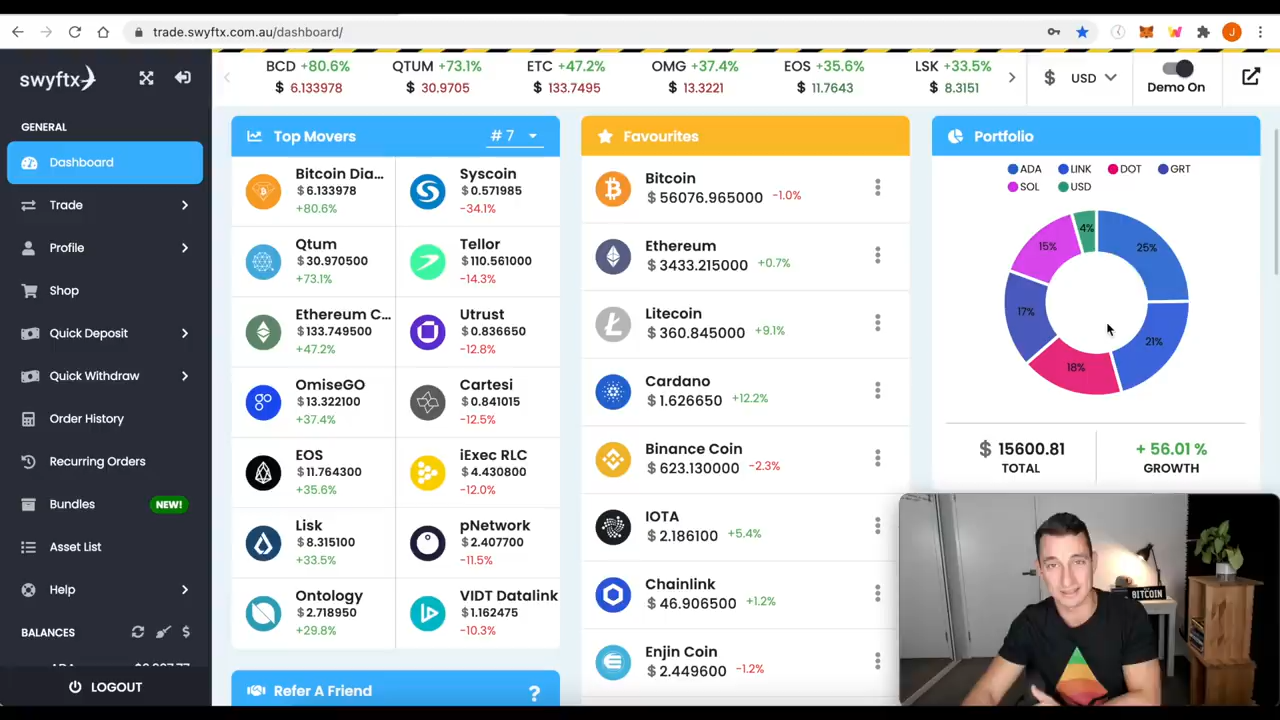 trade.swyftx.com.au/dashboard/
J
swyftx
BCD +80.6%
$ 6.133978
QTUM +73.1%
$ 30.9705
ETC +47.2%
$ 133.7495
OMG +37.4%
$ 13.3221
EOS +35.6%
$ 11.7643
LSK +33.5%
$ 8.3151
$ USD
Demo On
GENERAL
Dashboard
Trade
Profile
Shop
Quick Deposit
Quick Withdraw
Order History
Recurring Orders
Bundles NEW!
Asset List
Help
BALANCES $
LOGOUT
Top Movers # 7
Bitcoin Dia...
$ 6.133978
+80.6%
Syscoin
$ 0.571985
-34.1%
Qtum
$ 30.970500
+73.1%
Tellor
$ 110.561000
-14.3%
Ethereum C...
$ 133.749500
+47.2%
Utrust
$ 0.836650
-12.8%
OmiseGO
$ 13.322100
+37.4%
Cartesi
$ 0.841015
-12.5%
EOS
$ 11.764300
+35.6%
iExec RLC
$ 4.430800
-12.0%
Lisk
$ 8.315100
+33.5%
pNetwork
$ 2.407700
-11.5%
Ontology
$ 2.718950
+29.8%
VIDT Datalink
$ 1.162475
-10.3%
Refer A Friend ?
Favourites
Bitcoin
$ 56076.965000 -1.0%
Ethereum
$ 3433.215000 +0.7%
Litecoin
$ 360.845000 +9.1%
Cardano
$ 1.626650 +12.2%
Binance Coin
$ 623.130000 -2.3%
IOTA
$ 2.186100 +5.4%
Chainlink
$ 46.906500 +1.2%
Enjin Coin
$ 2.449600 -1.2%
Portfolio
ADA LINK DOT GRT
SOL USD
4%
15%
25%
17%
21%
18%
$ 15600.81
TOTAL
+ 56.01 %
GROWTH
BITCOIN